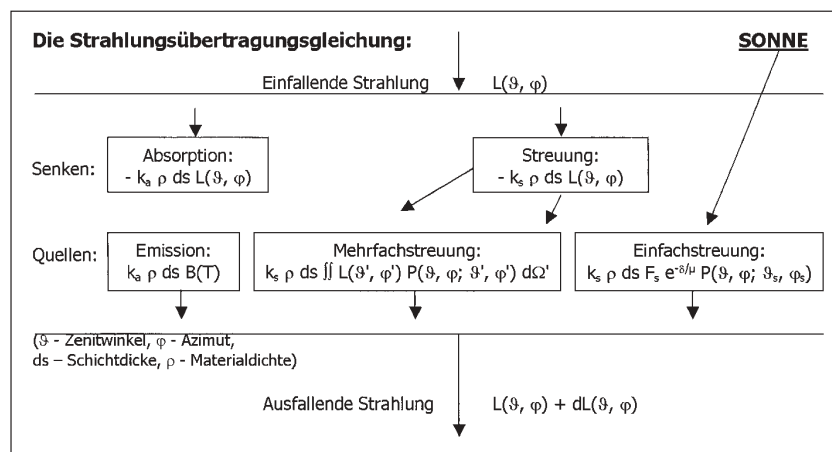 Die Strahlungsübertragungsgleichung:
SONNE
Einfallende Strahlung L(ϑ, φ)
Senken:
Absorption:
- kₐ ρ ds L(ϑ, φ)
Streuung:
- kₛ ρ ds L(ϑ, φ)
Quellen:
Emission:
kₐ ρ ds B(T)
Mehrfachstreuung:
kₛ ρ ds ∫∫ L(ϑ', φ') P(ϑ, φ; ϑ', φ') dΩ'
Einfachstreuung:
kₛ ρ ds Fₛ e^-δ/μ P(ϑ, φ; ϑₛ, φₛ)
(ϑ - Zenitwinkel, φ - Azimut,
ds – Schichtdicke, ρ - Materialdichte)
Ausfallende Strahlung L(ϑ, φ) + dL(ϑ, φ)